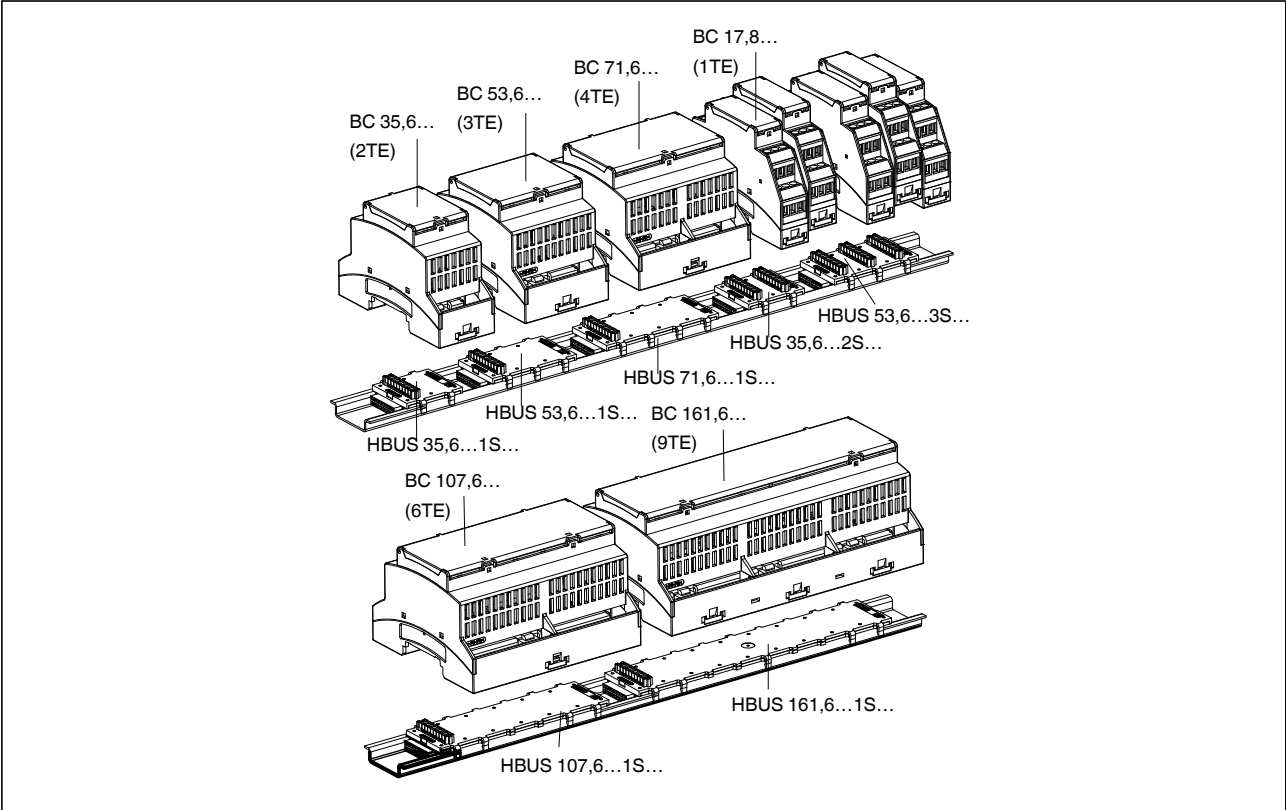 BC 17,8…
(1TE)
BC 71,6…
(4TE)
BC 53,6…
(3TE)
BC 35,6…
(2TE)
HBUS 53,6…3S…
HBUS 35,6…2S…
HBUS 71,6…1S…
HBUS 53,6…1S…
HBUS 35,6…1S…
BC 161,6…
(9TE)
BC 107,6…
(6TE)
HBUS 161,6…1S…
HBUS 107,6…1S…